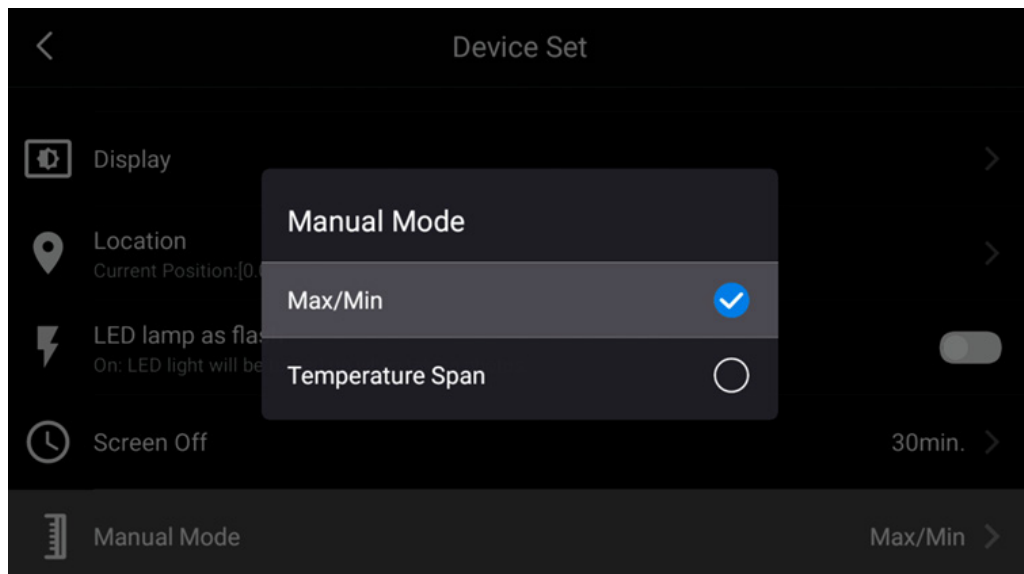 Device Set
Display
Location
Current Position:[0.
LED lamp as flas
On: LED light will be
Screen Off
30min.
Manual Mode
Max/Min
Manual Mode
Max/Min
Temperature Span